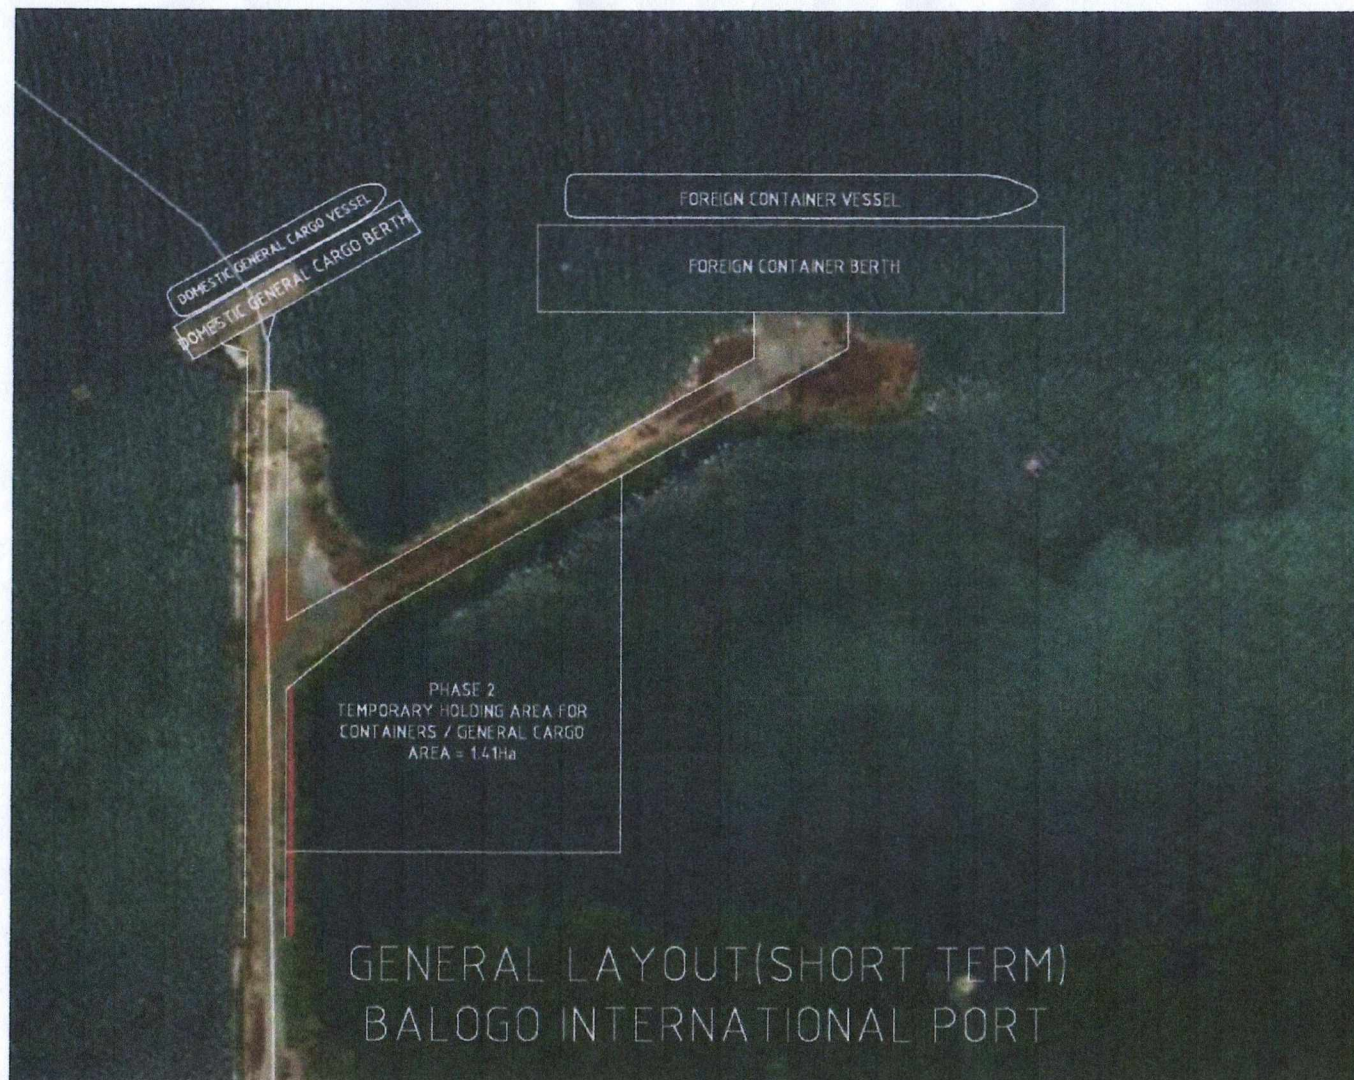 DOMESTIC GENERAL CARGO VESSEL
DOMESTIC GENERAL CARGO BERTH
FOREIGN CONTAINER VESSEL
FOREIGN CONTAINER BERTH
PHASE 2
TEMPORARY HOLDING AREA FOR
CONTAINERS / GENERAL CARGO
AREA = 1.41Ha
GENERAL LAYOUT(SHORT TERM)
BALOGO INTERNATIONAL PORT